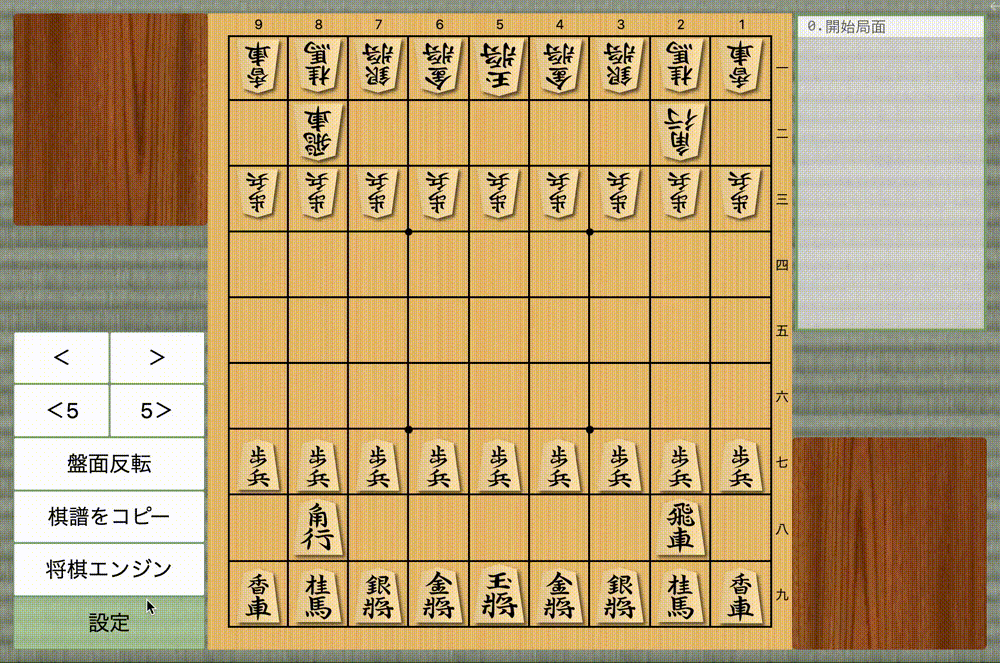 9 8 7 6 5 4 3 2 1
0.開始局面
香車 桂馬 銀将 金将 王将 金将 銀将 桂馬 香車 一
飛車 角行 二
歩兵 歩兵 歩兵 歩兵 歩兵 歩兵 歩兵 歩兵 歩兵 三
四
五
六
歩兵 歩兵 歩兵 歩兵 歩兵 歩兵 歩兵 歩兵 歩兵 七
角行 飛車 八
香車 桂馬 銀将 金将 玉将 金将 銀将 桂馬 香車 九
< >
<5 5>
盤面反転
棋譜をコピー
将棋エンジン
設定